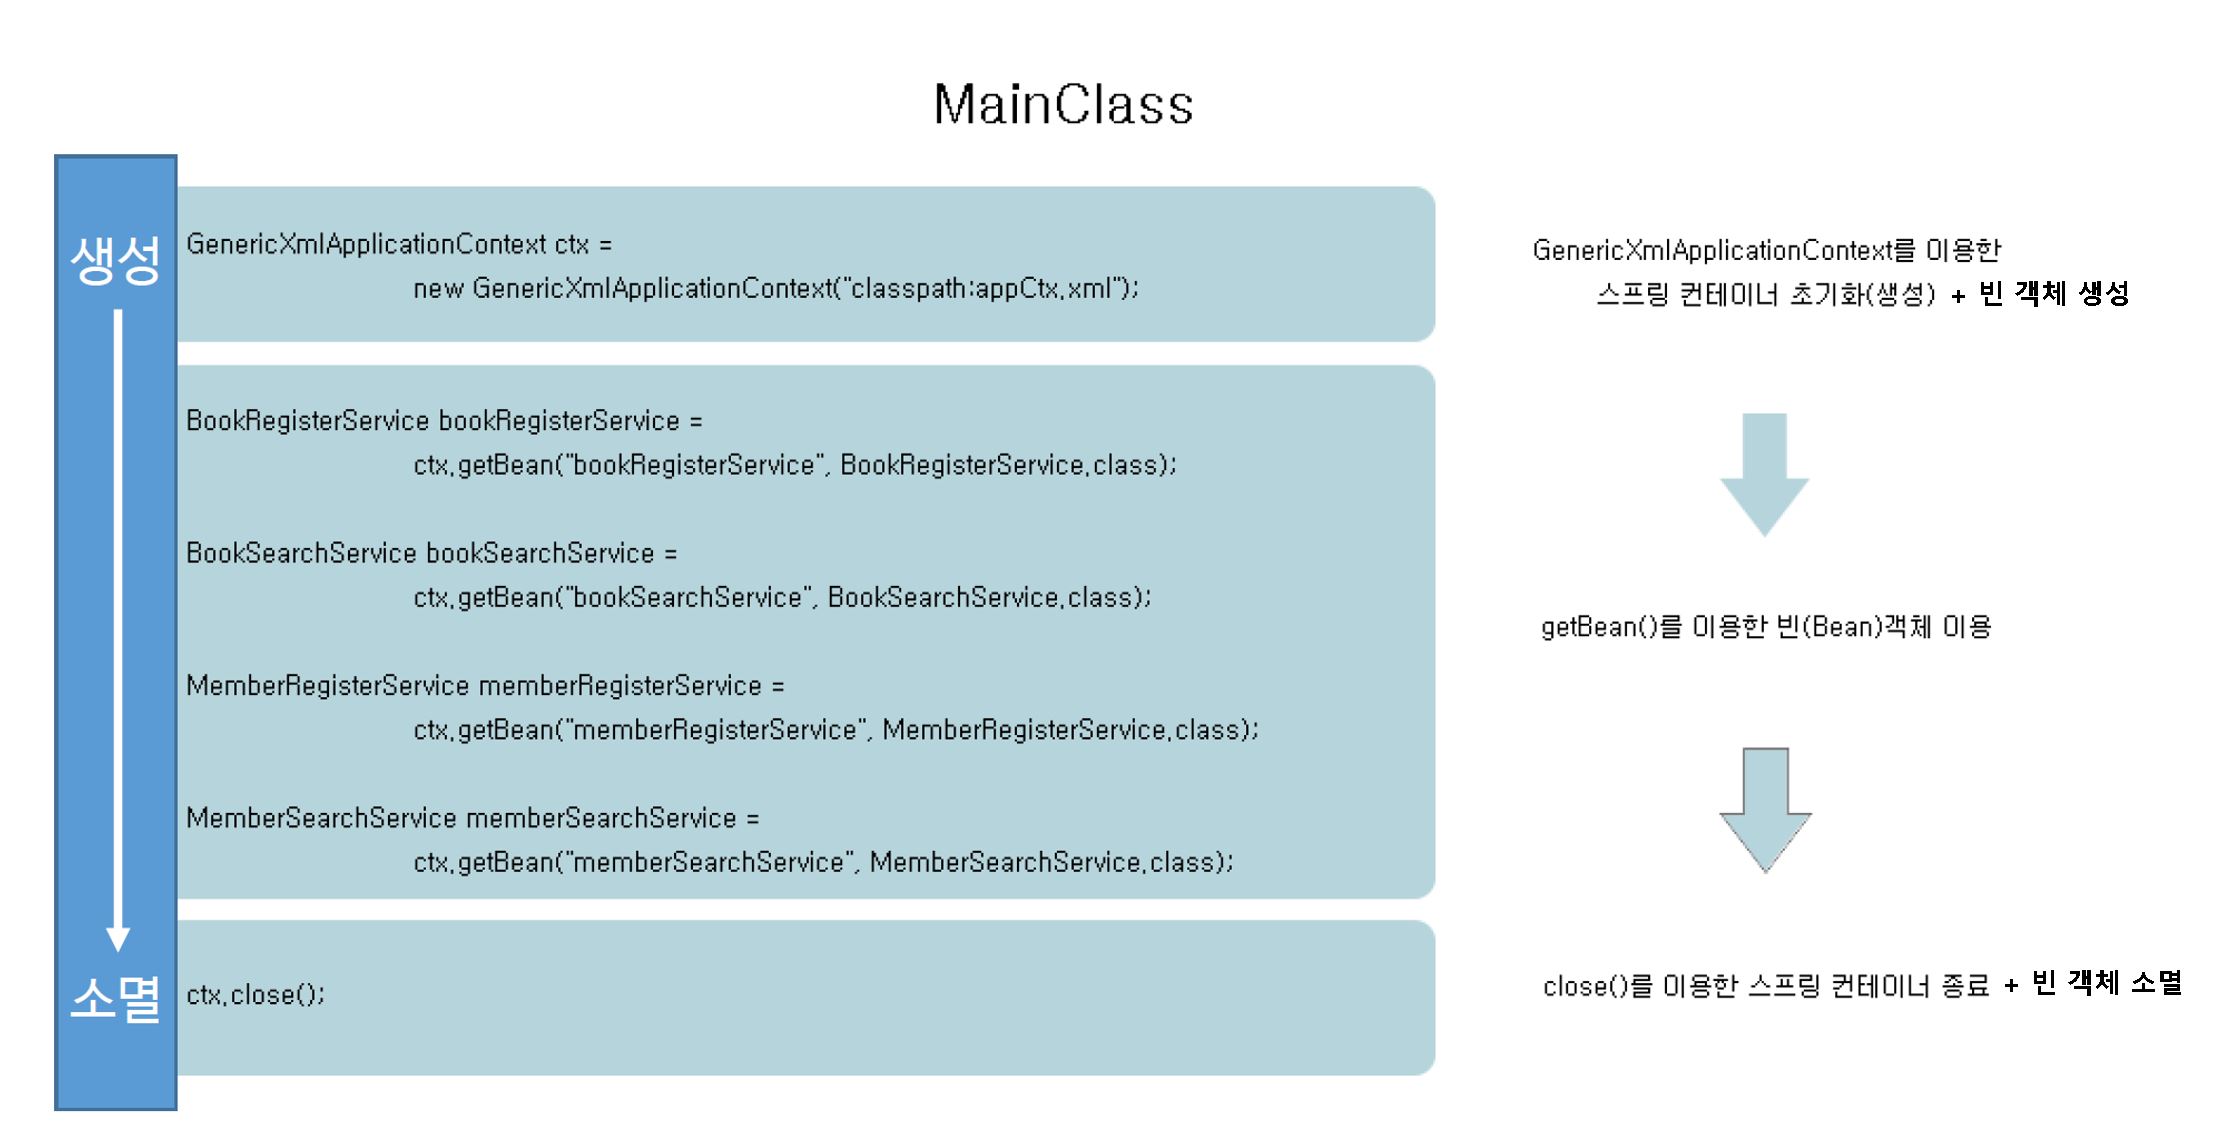 MainClass
생성
GenericXmlApplicationContext ctx =
new GenericXmlApplicationContext("classpath:appCtx.xml");
GenericXmlApplicationContext를 이용한
스프링 컨테이너 초기화(생성) + 빈 객체 생성
BookRegisterService bookRegisterService =
ctx.getBean("bookRegisterService", BookRegisterService.class);
BookSearchService bookSearchService =
ctx.getBean("bookSearchService", BookSearchService.class);
MemberRegisterService memberRegisterService =
ctx.getBean("memberRegisterService", MemberRegisterService.class);
MemberSearchService memberSearchService =
ctx.getBean("memberSearchService", MemberSearchService.class);
getBean()를 이용한 빈(Bean)객체 이용
소멸
ctx.close();
close()를 이용한 스프링 컨테이너 종료 + 빈 객체 소멸